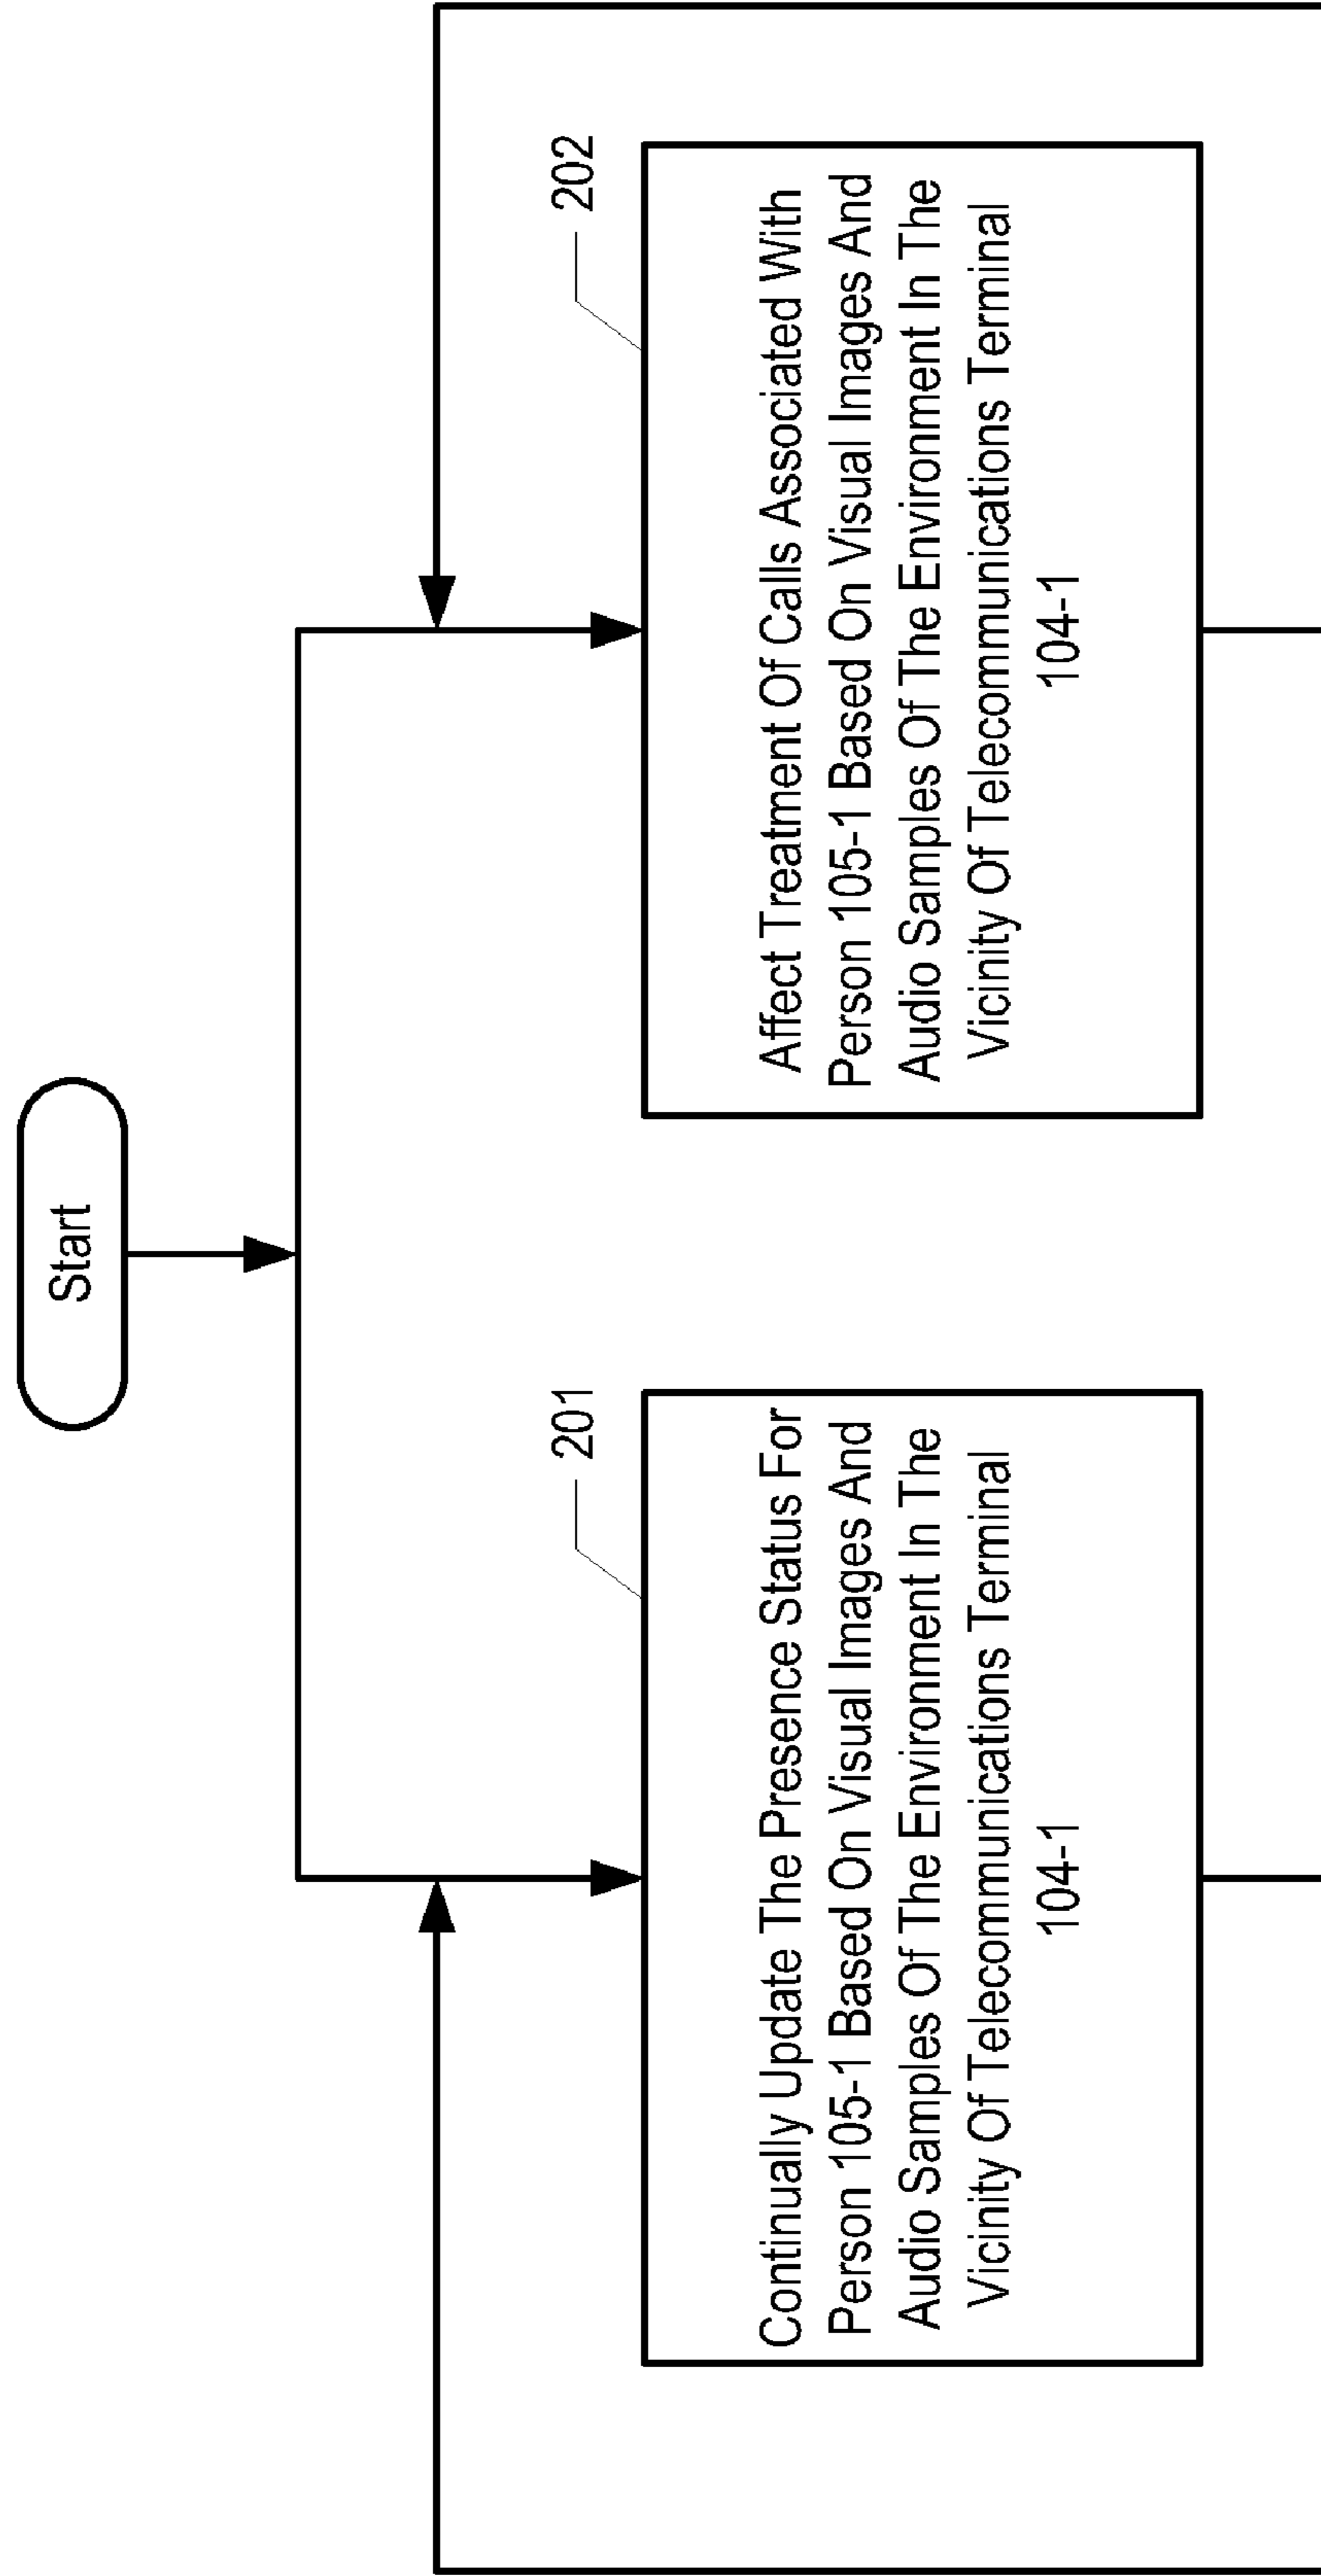 Start
201
Continually Update The Presence Status For
Person 105-1 Based On Visual Images And
Audio Samples Of The Environment In The
Vicinity Of Telecommunications Terminal
104-1
202
Affect Treatment Of Calls Associated With
Person 105-1 Based On Visual Images And
Audio Samples Of The Environment In The
Vicinity Of Telecommunications Terminal
104-1